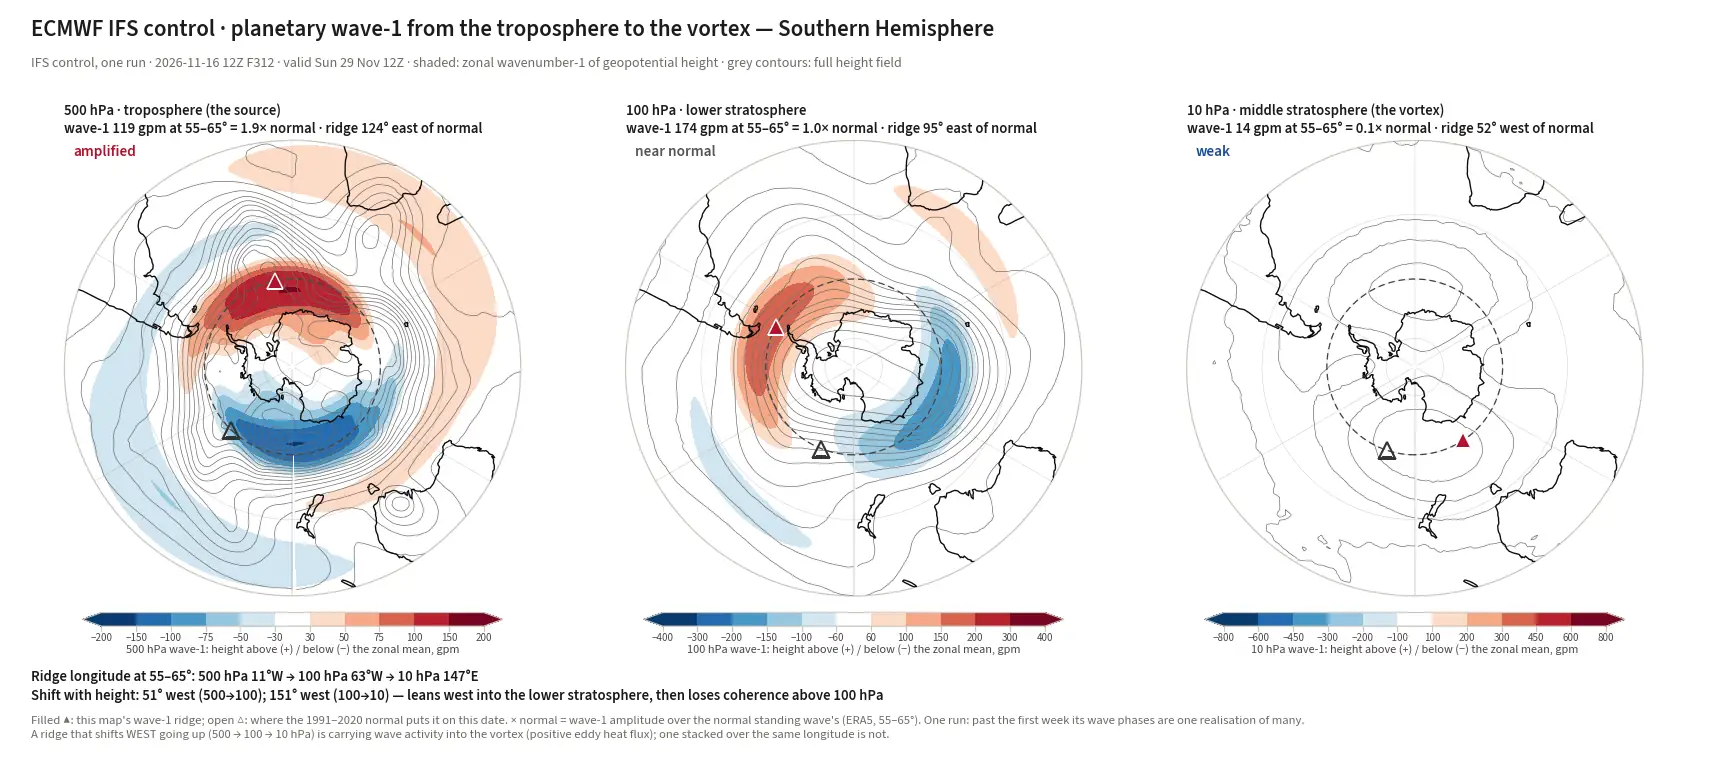 ECMWF IFS control · planetary wave-1 from the troposphere to the vortex — Southern Hemisphere
IFS control, one run · 2026-11-16 12Z F312 · valid Sun 29 Nov 12Z · shaded: zonal wavenumber-1 of geopotential height · grey contours: full height field
500 hPa · troposphere (the source)
wave-1 119 gpm at 55–65° = 1.9× normal · ridge 124° east of normal
amplified
100 hPa · lower stratosphere
wave-1 174 gpm at 55–65° = 1.0× normal · ridge 95° east of normal
near normal
10 hPa · middle stratosphere (the vortex)
wave-1 14 gpm at 55–65° = 0.1× normal · ridge 52° west of normal
weak
−200 −150 −100 −75 −50 −30 30 50 75 100 150 200
500 hPa wave-1: height above (+) / below (−) the zonal mean, gpm
−400 −300 −200 −150 −100 −60 60 100 150 200 300 400
100 hPa wave-1: height above (+) / below (−) the zonal mean, gpm
−800 −600 −450 −300 −200 −100 100 200 300 450 600 800
10 hPa wave-1: height above (+) / below (−) the zonal mean, gpm
Ridge longitude at 55–65°: 500 hPa 11°W → 100 hPa 63°W → 10 hPa 147°E
Shift with height: 51° west (500→100); 151° west (100→10) — leans west into the lower stratosphere, then loses coherence above 100 hPa
Filled ▲: this map's wave-1 ridge; open △: where the 1991–2020 normal puts it on this date. × normal = wave-1 amplitude over the normal standing wave's (ERA5, 55–65°). One run: past the first week its wave phases are one realisation of many.
A ridge that shifts WEST going up (500 → 100 → 10 hPa) is carrying wave activity into the vortex (positive eddy heat flux); one stacked over the same longitude is not.